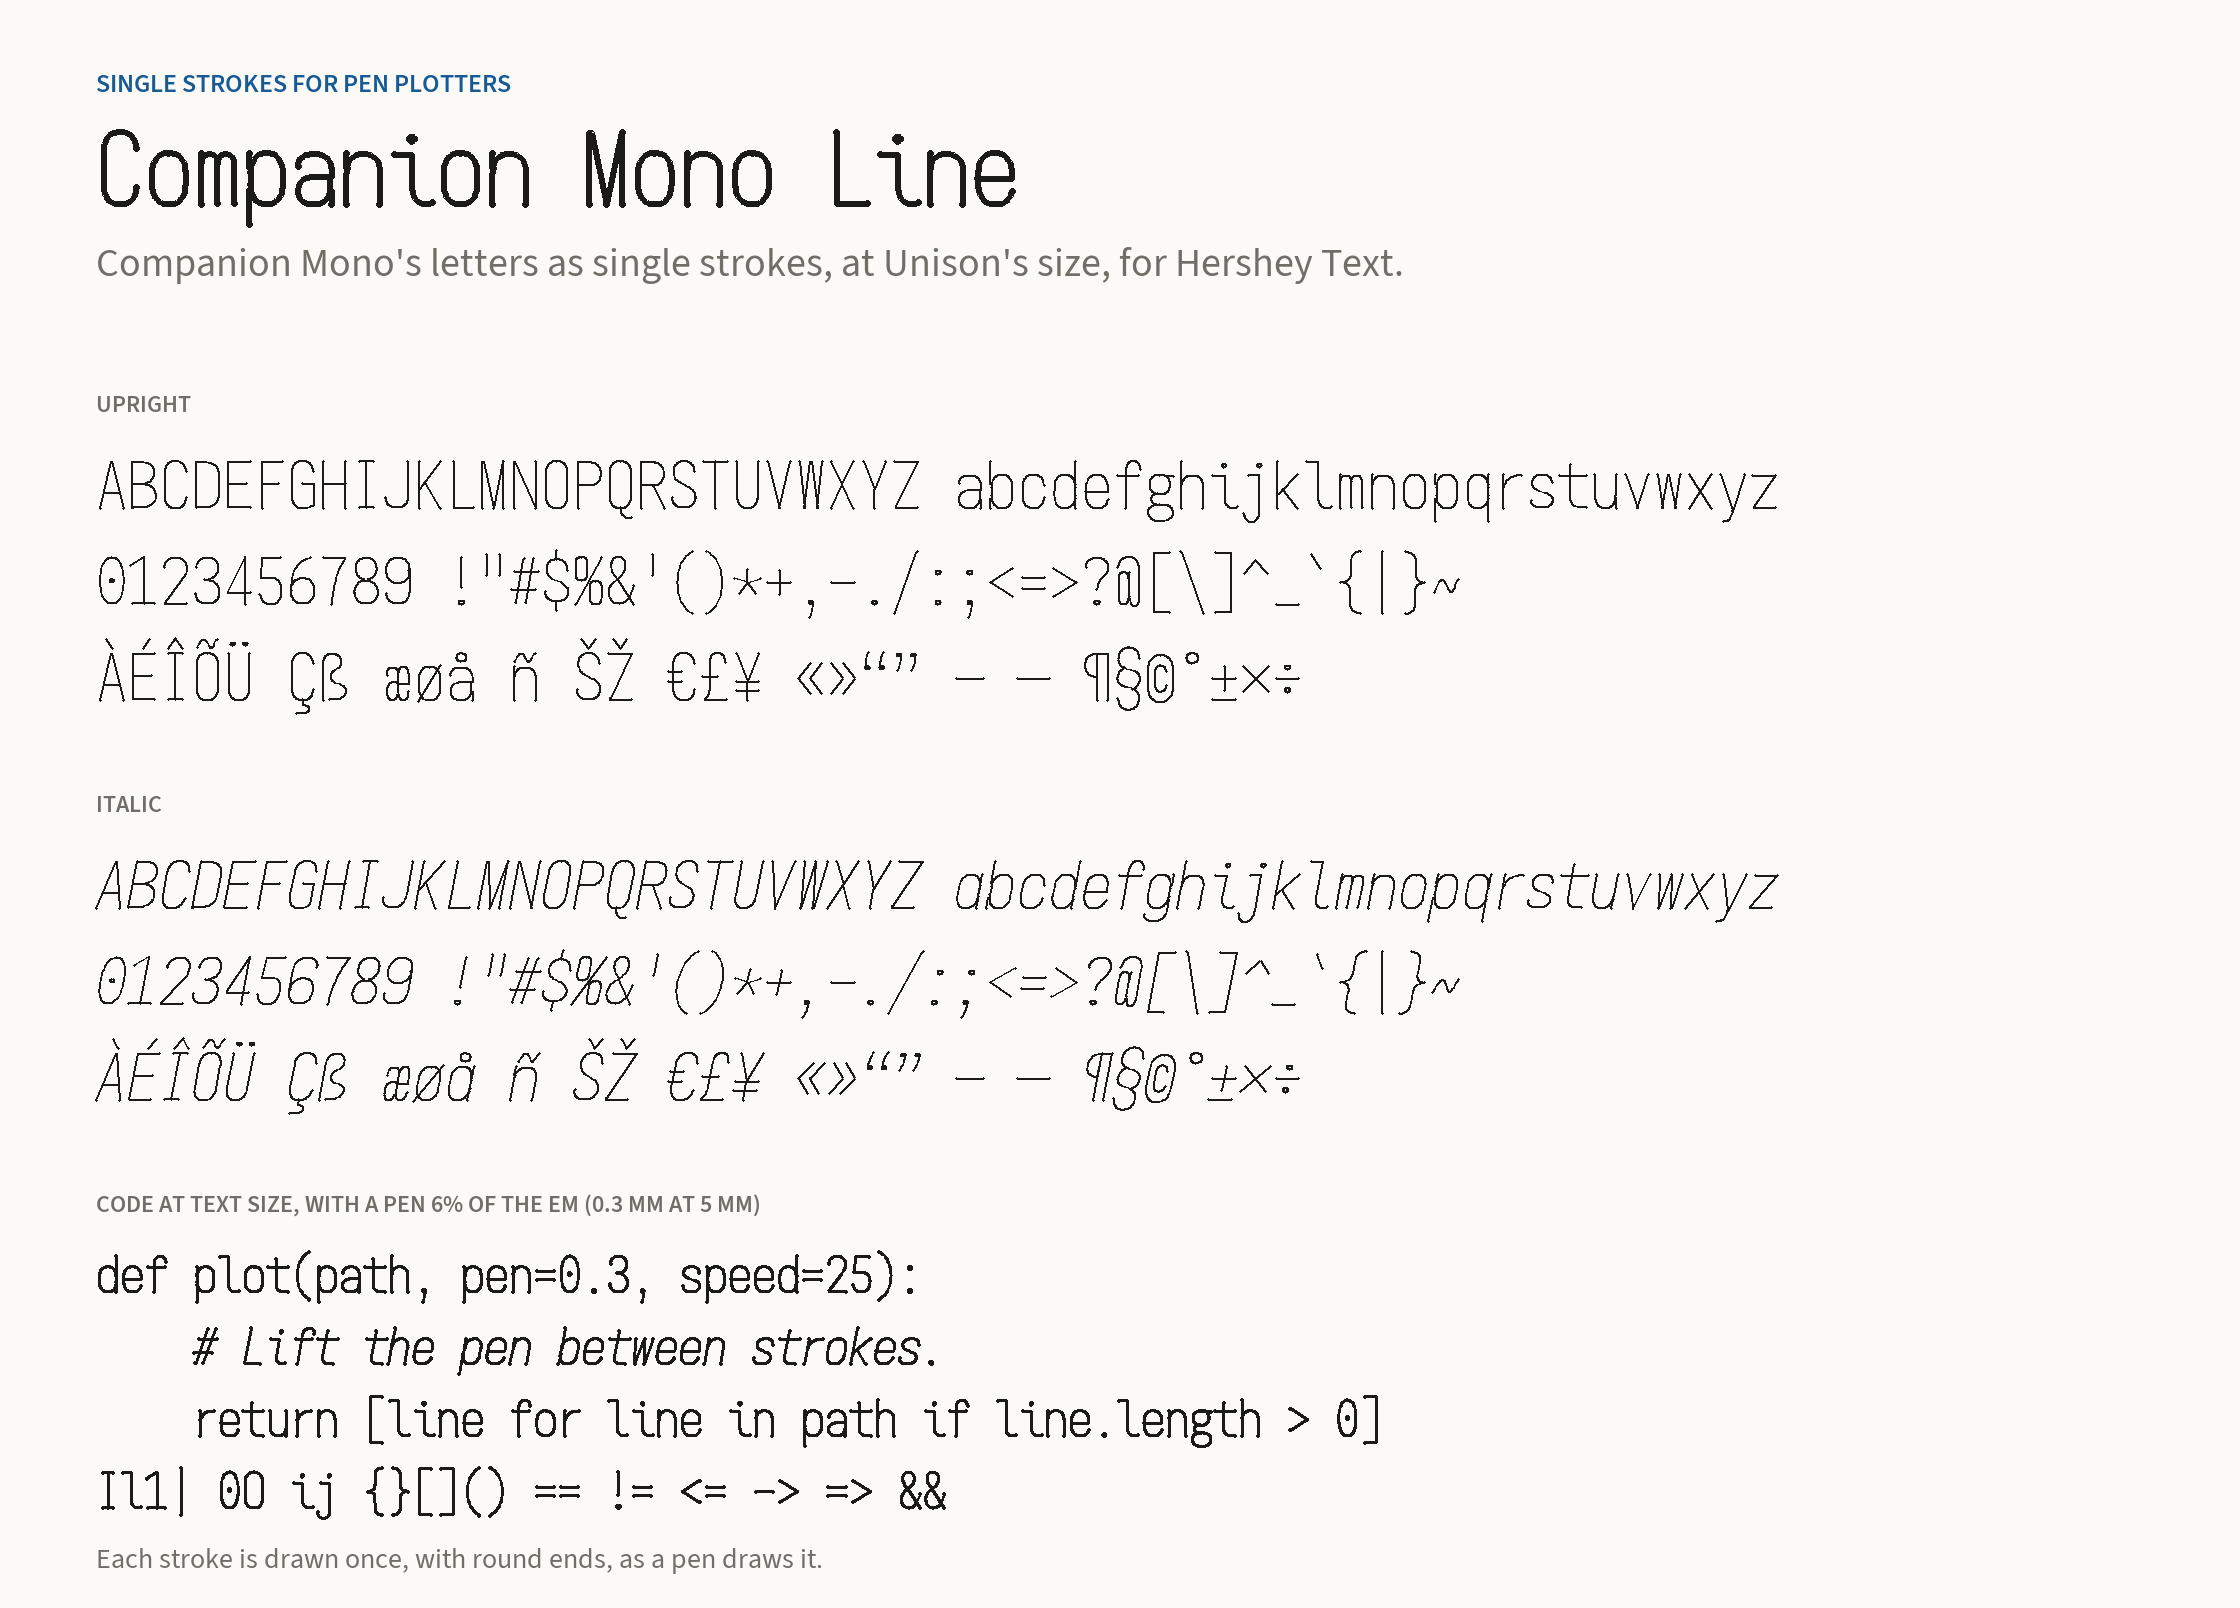 SINGLE STROKES FOR PEN PLOTTERS
Companion Mono Line
Companion Mono's letters as single strokes, at Unison's size, for Hershey Text.
UPRIGHT
ABCDEFGHIJKLMNOPQRSTUVWXYZ abcdefghijklmnopqrstuvwxyz
0123456789 !"#$%&'()*+,-./:;<=>?@[\]^_`{|}~
ÀÉÎÕÜ Çß æøå ñ ŠŽ €£¥ «»“” – — ¶§©°±×÷
ITALIC
ABCDEFGHIJKLMNOPQRSTUVWXYZ abcdefghijklmnopqrstuvwxyz
0123456789 !"#$%&'()*+,-./:;<=>?@[\]^_`{|}~
ÀÉÎÕÜ Çß æøå ñ ŠŽ €£¥ «»“” – — ¶§©°±×÷
CODE AT TEXT SIZE, WITH A PEN 6% OF THE EM (0.3 MM AT 5 MM)
def plot(path, pen=0.3, speed=25):
    # Lift the pen between strokes.
    return [line for line in path if line.length > 0]
Il1| 0O ij {}[]() == != <= -> => &&
Each stroke is drawn once, with round ends, as a pen draws it.